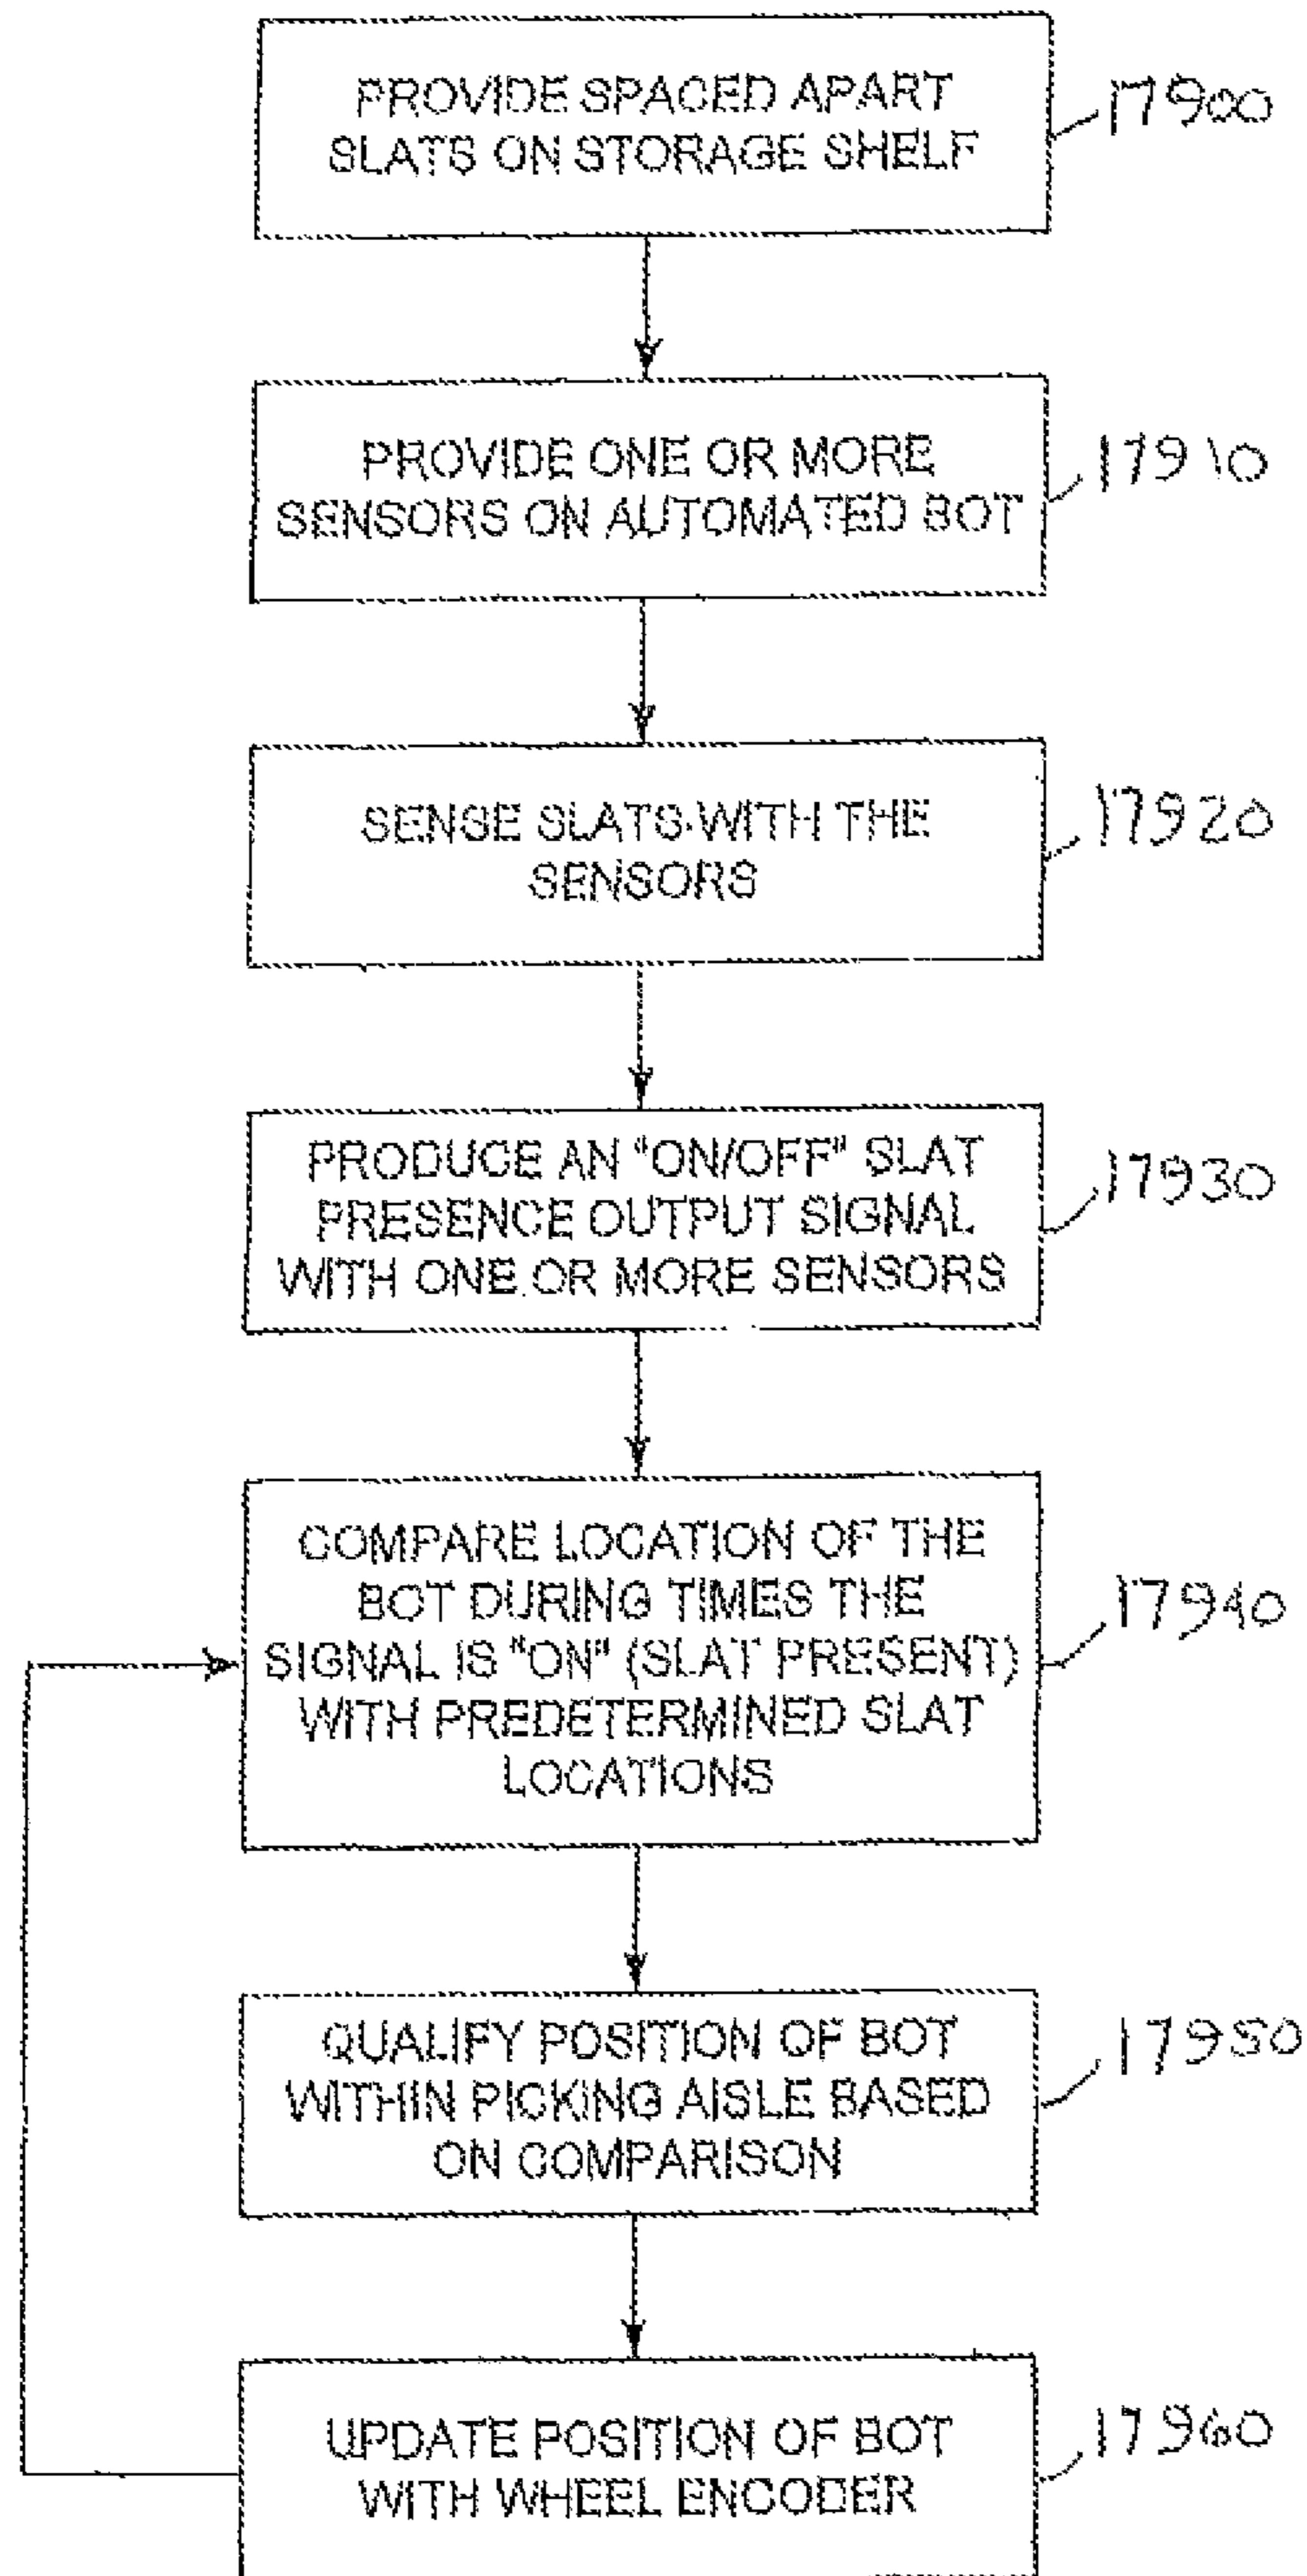 PROVIDE SPACED APART
SLATS ON STORAGE SHELF
17900
PROVIDE ONE OR MORE
SENSORS ON AUTOMATED BOT
17910
SENSE SLATS WITH THE
SENSORS
17920
PRODUCE AN "ON/OFF" SLAT
PRESENCE OUTPUT SIGNAL
WITH ONE OR MORE SENSORS
17930
COMPARE LOCATION OF THE
BOT DURING TIMES THE
SIGNAL IS "ON" (SLAT PRESENT)
WITH PREDETERMINED SLAT
LOCATIONS
17940
QUALIFY POSITION OF BOT
WITHIN PICKING AISLE BASED
ON COMPARISON
17950
UPDATE POSITION OF BOT
WITH WHEEL ENCODER
17960